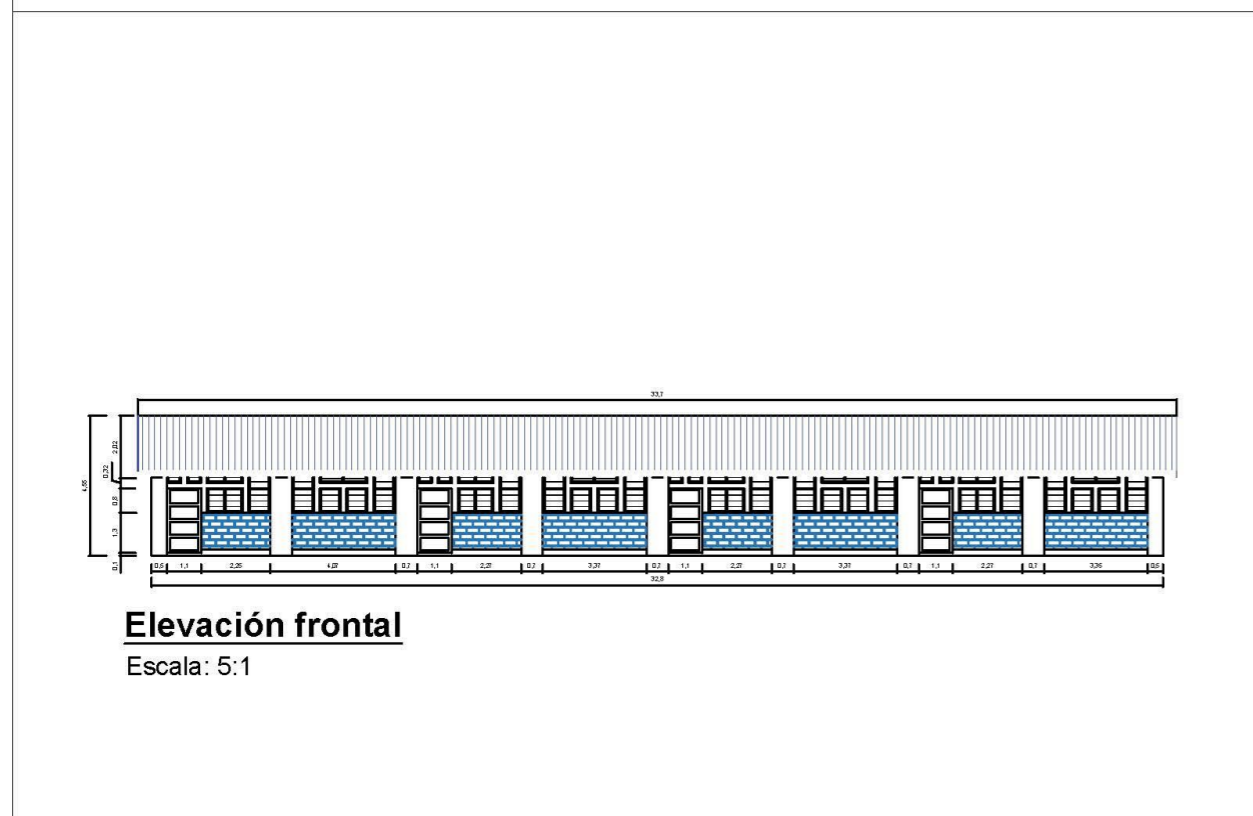 33,7
2,02
0,32
4,55
0,8
1,3
0,1
0,5 1,1 2,25 4,07 0,7 1,1 2,27 0,7 3,37 0,7 1,1 2,27 0,7 3,37 0,7 1,1 2,27 0,7 3,36 0,5
32,8
Elevación frontal
Escala: 5:1